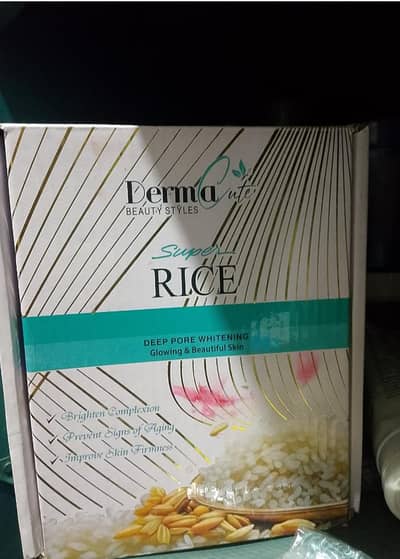 Derma Cute
BEAUTY STYLES
Super
RICE
DEEP PORE WHITENING
Glowing & Beautiful Skin
Brighten Complexion
Prevent Signs of Aging
Improve Skin Firmness